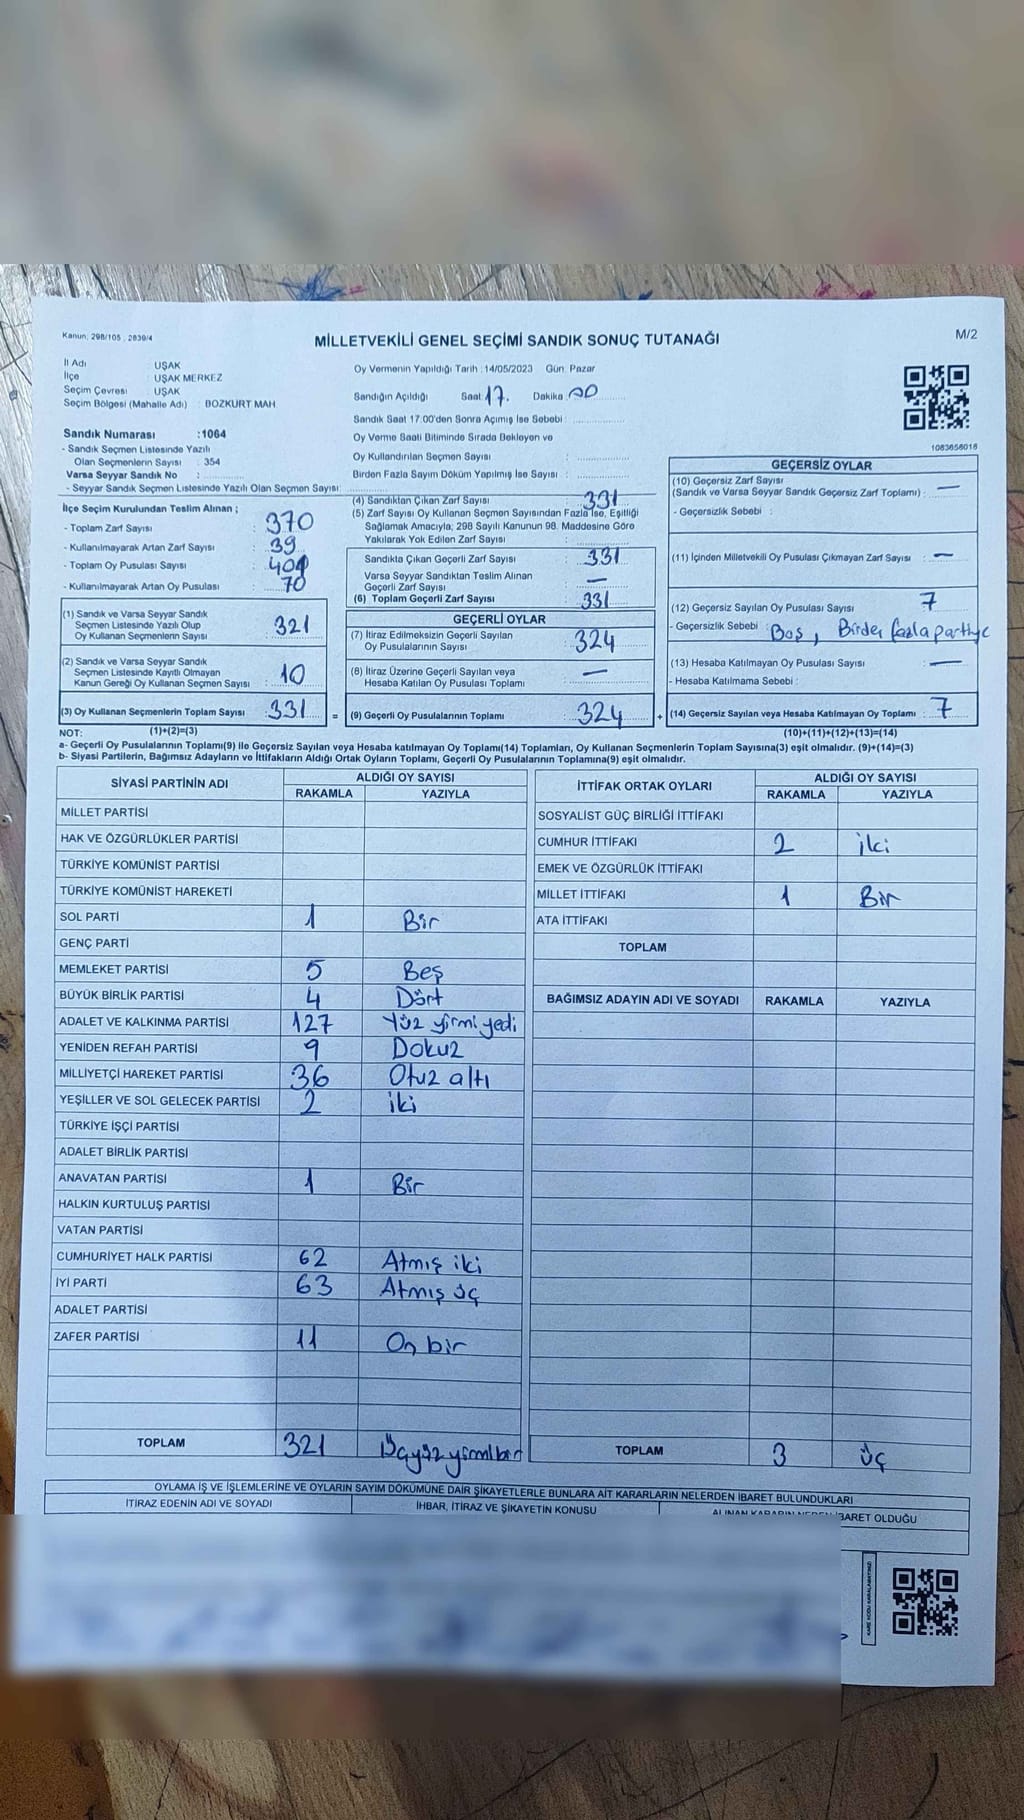 Kanun: 298/105 , 2839/4
MİLLETVEKİLİ GENEL SEÇİMİ SANDIK SONUÇ TUTANAĞI
M/2
İl Adı : UŞAK
İlçe : UŞAK MERKEZ
Seçim Çevresi : UŞAK
Seçim Bölgesi (Mahalle Adı) : BOZKURT MAH.
Sandık Numarası :1064
- Sandık Seçmen Listesinde Yazılı
Olan Seçmenlerin Sayısı : 354
Varsa Seyyar Sandık No :
- Seyyar Sandık Seçmen Listesinde Yazılı Olan Seçmen Sayısı:
Oy Vermenin Yapıldığı Tarih : 14/05/2023 Gün: Pazar
Sandığın Açıldığı Saat 17. Dakika
Sandık Saat 17:00'den Sonra Açımış İse Sebebi :
Oy Verme Saati Bitiminde Sırada Bekleyen ve
Oy Kullandırılan Seçmen Sayısı :
Birden Fazla Sayım Döküm Yapılmış İse Sayısı :
1083656016
İlçe Seçim Kurulundan Teslim Alınan ;
- Toplam Zarf Sayısı : 370
- Kullanılmayarak Artan Zarf Sayısı : 39
- Toplam Oy Pusulası Sayısı :
- Kullanılmayarak Artan Oy Pusulası : 70
(1) Sandık ve Varsa Seyyar Sandık
Seçmen Listesinde Yazılı Olup
Oy Kullanan Seçmenlerin Sayısı : 321
(2) Sandık ve Varsa Seyyar Sandık
Seçmen Listesinde Kayıtlı Olmayan
Kanun Gereği Oy Kullanan Seçmen Sayısı : 10
(3) Oy Kullanan Seçmenlerin Toplam Sayısı : 331
(4) Sandıktan Çıkan Zarf Sayısı : 331
(5) Zarf Sayısı Oy Kullanan Seçmen Sayısından Fazla İse, Eşitliği
Sağlamak Amacıyla; 298 Sayılı Kanunun 98. Maddesine Göre
Yakılarak Yok Edilen Zarf Sayısı :
Sandıkta Çıkan Geçerli Zarf Sayısı : 331
Varsa Seyyar Sandıktan Teslim Alınan
Geçerli Zarf Sayısı : —
(6) Toplam Geçerli Zarf Sayısı : 331
GEÇERLİ OYLAR
(7) İtiraz Edilmeksizin Geçerli Sayılan
Oy Pusulalarının Sayısı : 324
(8) İtiraz Üzerine Geçerli Sayılan veya
Hesaba Katılan Oy Pusulası Toplamı : —
= (9) Geçerli Oy Pusulalarının Toplamı : 324
GEÇERSİZ OYLAR
(10) Geçersiz Zarf Sayısı
(Sandık ve Varsa Seyyar Sandık Geçersiz Zarf Toplamı) : —
- Geçersizlik Sebebi :
(11) İçinden Milletvekili Oy Pusulası Çıkmayan Zarf Sayısı : —
(12) Geçersiz Sayılan Oy Pusulası Sayısı : 7
- Geçersizlik Sebebi : Boş, Birden fazla partiye
(13) Hesaba Katılmayan Oy Pusulası Sayısı : —
- Hesaba Katılmama Sebebi :
+ (14) Geçersiz Sayılan veya Hesaba Katılmayan Oy Toplamı : 7
NOT: (1)+(2)=(3)
(10)+(11)+(12)+(13)=(14)
a- Geçerli Oy Pusulalarının Toplamı(9) ile Geçersiz Sayılan veya Hesaba katılmayan Oy Toplamı(14) Toplamları, Oy Kullanan Seçmenlerin Toplam Sayısına(3) eşit olmalıdır. (9)+(14)=(3)
b- Siyasi Partilerin, Bağımsız Adayların ve İttifakların Aldığı Ortak Oyların Toplamı, Geçerli Oy Pusulalarının Toplamına(9) eşit olmalıdır.
SİYASİ PARTİNİN ADI ALDIĞI OY SAYISI
RAKAMLA YAZIYLA
MİLLET PARTİSİ
HAK VE ÖZGÜRLÜKLER PARTİSİ
TÜRKİYE KOMÜNİST PARTİSİ
TÜRKİYE KOMÜNİST HAREKETİ
SOL PARTİ 1 Bir
GENÇ PARTİ
MEMLEKET PARTİSİ 5 Beş
BÜYÜK BİRLİK PARTİSİ 4 Dört
ADALET VE KALKINMA PARTİSİ 127 Yüz yirmi yedi
YENİDEN REFAH PARTİSİ 9 Dokuz
MİLLİYETÇİ HAREKET PARTİSİ 36 Otuz altı
YEŞİLLER VE SOL GELECEK PARTİSİ 2 iki
TÜRKİYE İŞÇİ PARTİSİ
ADALET BİRLİK PARTİSİ
ANAVATAN PARTİSİ 1 Bir
HALKIN KURTULUŞ PARTİSİ
VATAN PARTİSİ
CUMHURİYET HALK PARTİSİ 62 Atmış iki
İYİ PARTİ 63 Atmış üç
ADALET PARTİSİ
ZAFER PARTİSİ 11 On bir
TOPLAM 321 Üçyüz yirmi bir
İTTİFAK ORTAK OYLARI ALDIĞI OY SAYISI
RAKAMLA YAZIYLA
SOSYALİST GÜÇ BİRLİĞİ İTTİFAKI
CUMHUR İTTİFAKI 2 iki
EMEK VE ÖZGÜRLÜK İTTİFAKI
MİLLET İTTİFAKI 1 Bir
ATA İTTİFAKI
TOPLAM
BAĞIMSIZ ADAYIN ADI VE SOYADI RAKAMLA YAZIYLA
TOPLAM 3 üç
OYLAMA İŞ VE İŞLEMLERİNE VE OYLARIN SAYIM DÖKÜMÜNE DAİR ŞİKAYETLERLE BUNLARA AİT KARARLARIN NELERDEN İBARET BULUNDUKLARI
İTİRAZ EDENİN ADI VE SOYADI İHBAR, İTİRAZ VE ŞİKAYETİN KONUSU ALINAN KARARIN NEDEN İBARET OLDUĞU